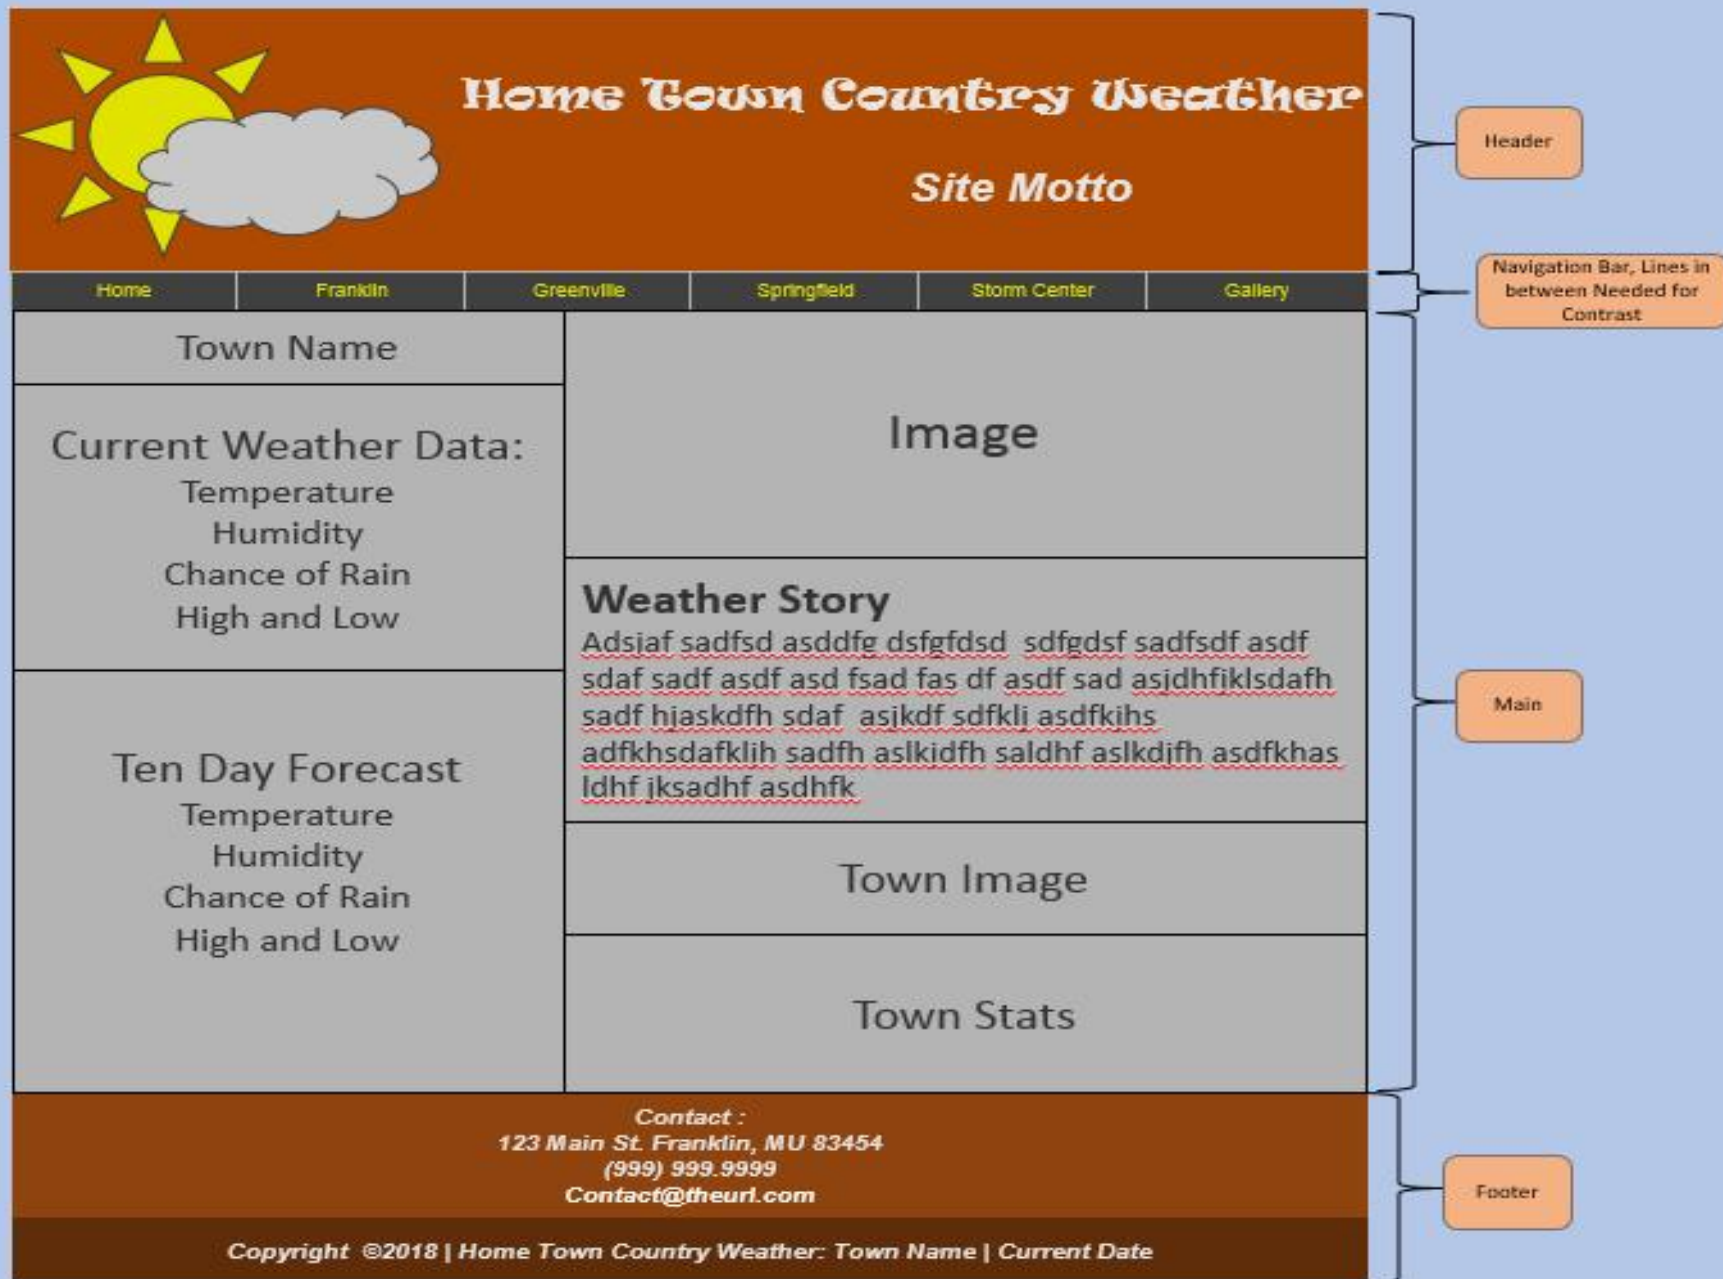 Home Town Country Weather
Site Motto
Header
Home
Franklin
Greenville
Springfield
Storm Center
Gallery
Navigation Bar, Lines in
between Needed for
Contrast
Town Name
Current Weather Data:
Temperature
Humidity
Chance of Rain
High and Low
Ten Day Forecast
Temperature
Humidity
Chance of Rain
High and Low
Image
Weather Story
Adsjaf sadfsd asddfg dsfgfdsd sdfgdsf sadfsdf asdf
sdaf sadf asdf asd fsad fas df asdf sad asjdhfjklsdafh
sadf hjaskdfh sdaf asjkdf sdfklj asdfkjhs
adfkhsdafkljh sadfh aslkjdfh saldhf aslkdjfh asdfkhas
ldhf jksadhf asdhfk
Town Image
Town Stats
Main
Contact :
123 Main St. Franklin, MU 83454
(999) 999.9999
Contact@theurl.com
Footer
Copyright ©2018 | Home Town Country Weather: Town Name | Current Date